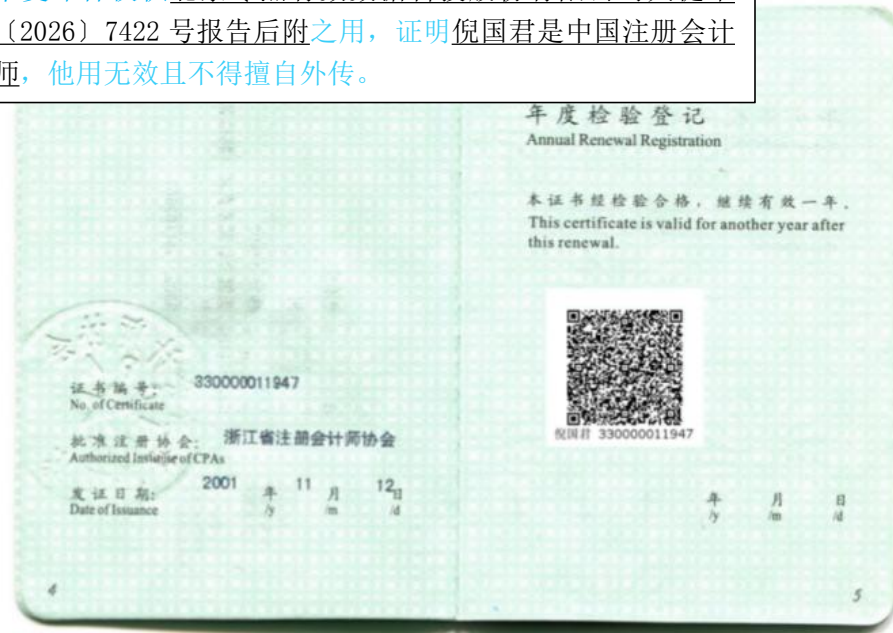 〔2026〕7422 号报告后附之用，证明倪国君是中国注册会计
师，他用无效且不得擅自外传。
年度检验登记
Annual Renewal Registration
本证书经检验合格，继续有效一年。
This certificate is valid for another year after
this renewal.
证书编号: 330000011947
No. of Certificate
批准注册协会: 浙江省注册会计师协会
Authorized Institute of CPAs
发证日期: 2001 年 11 月 12日
Date of Issuance /y /m /d
倪国君 330000011947
年 月 日
/y /m /d
4
5